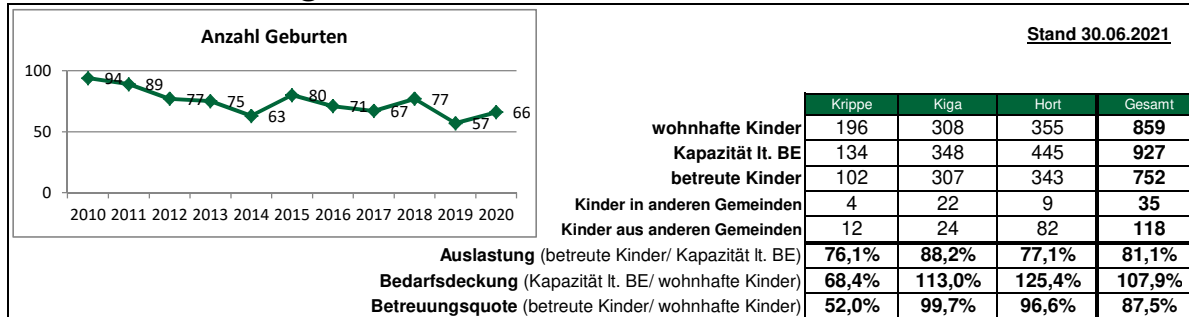 Anzahl Geburten
Stand 30.06.2021
100
50
0
94
89
77
75
63
80
71
67
77
57
66
2010 2011 2012 2013 2014 2015 2016 2017 2018 2019 2020
Krippe Kiga Hort Gesamt
wohnhafte Kinder 196 308 355 859
Kapazität lt. BE 134 348 445 927
betreute Kinder 102 307 343 752
Kinder in anderen Gemeinden 4 22 9 35
Kinder aus anderen Gemeinden 12 24 82 118
Auslastung (betreute Kinder/ Kapazität lt. BE) 76,1% 88,2% 77,1% 81,1%
Bedarfsdeckung (Kapazität lt. BE/ wohnhafte Kinder) 68,4% 113,0% 125,4% 107,9%
Betreuungsquote (betreute Kinder/ wohnhafte Kinder) 52,0% 99,7% 96,6% 87,5%